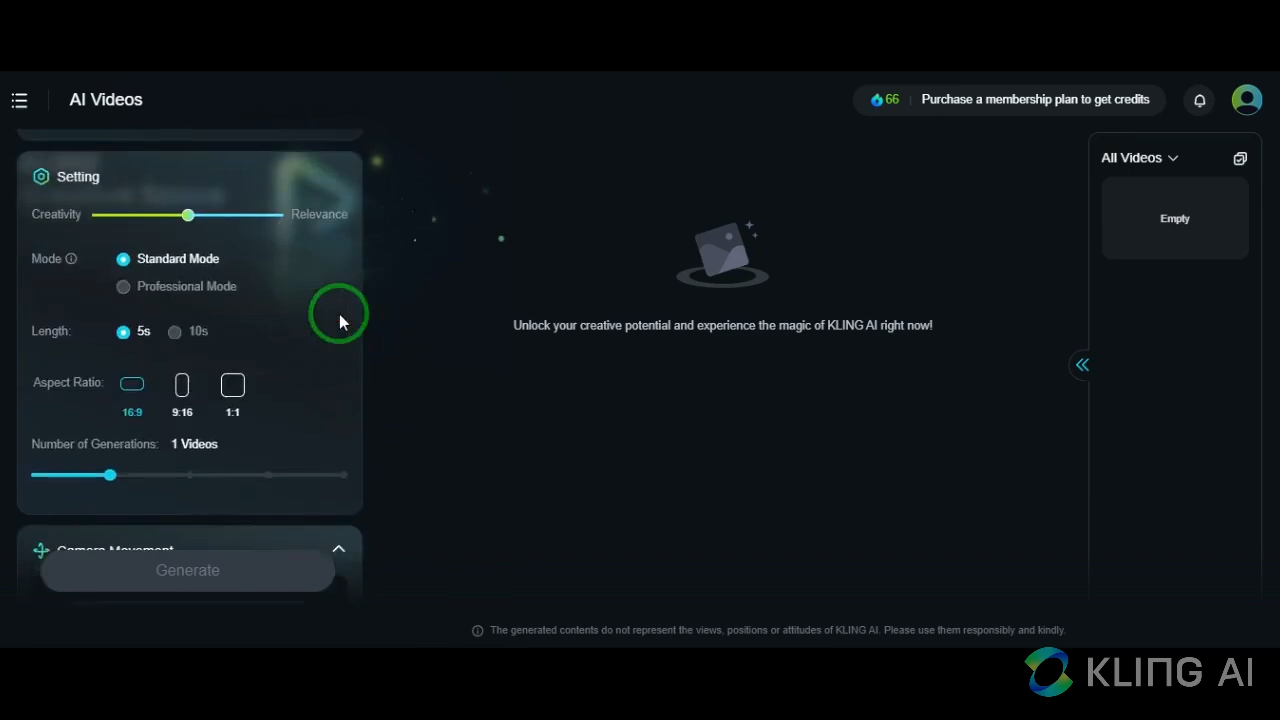 AI Videos
66 | Purchase a membership plan to get credits
Setting
Creativity Relevance
Mode Standard Mode
Professional Mode
Length: 5s 10s
Aspect Ratio:
16:9 9:16 1:1
Number of Generations: 1 Videos
Camera Movement
Generate
Unlock your creative potential and experience the magic of KLING AI right now!
All Videos
Empty
The generated contents do not represent the views, positions or attitudes of KLING AI. Please use them responsibly and kindly.
KLING AI